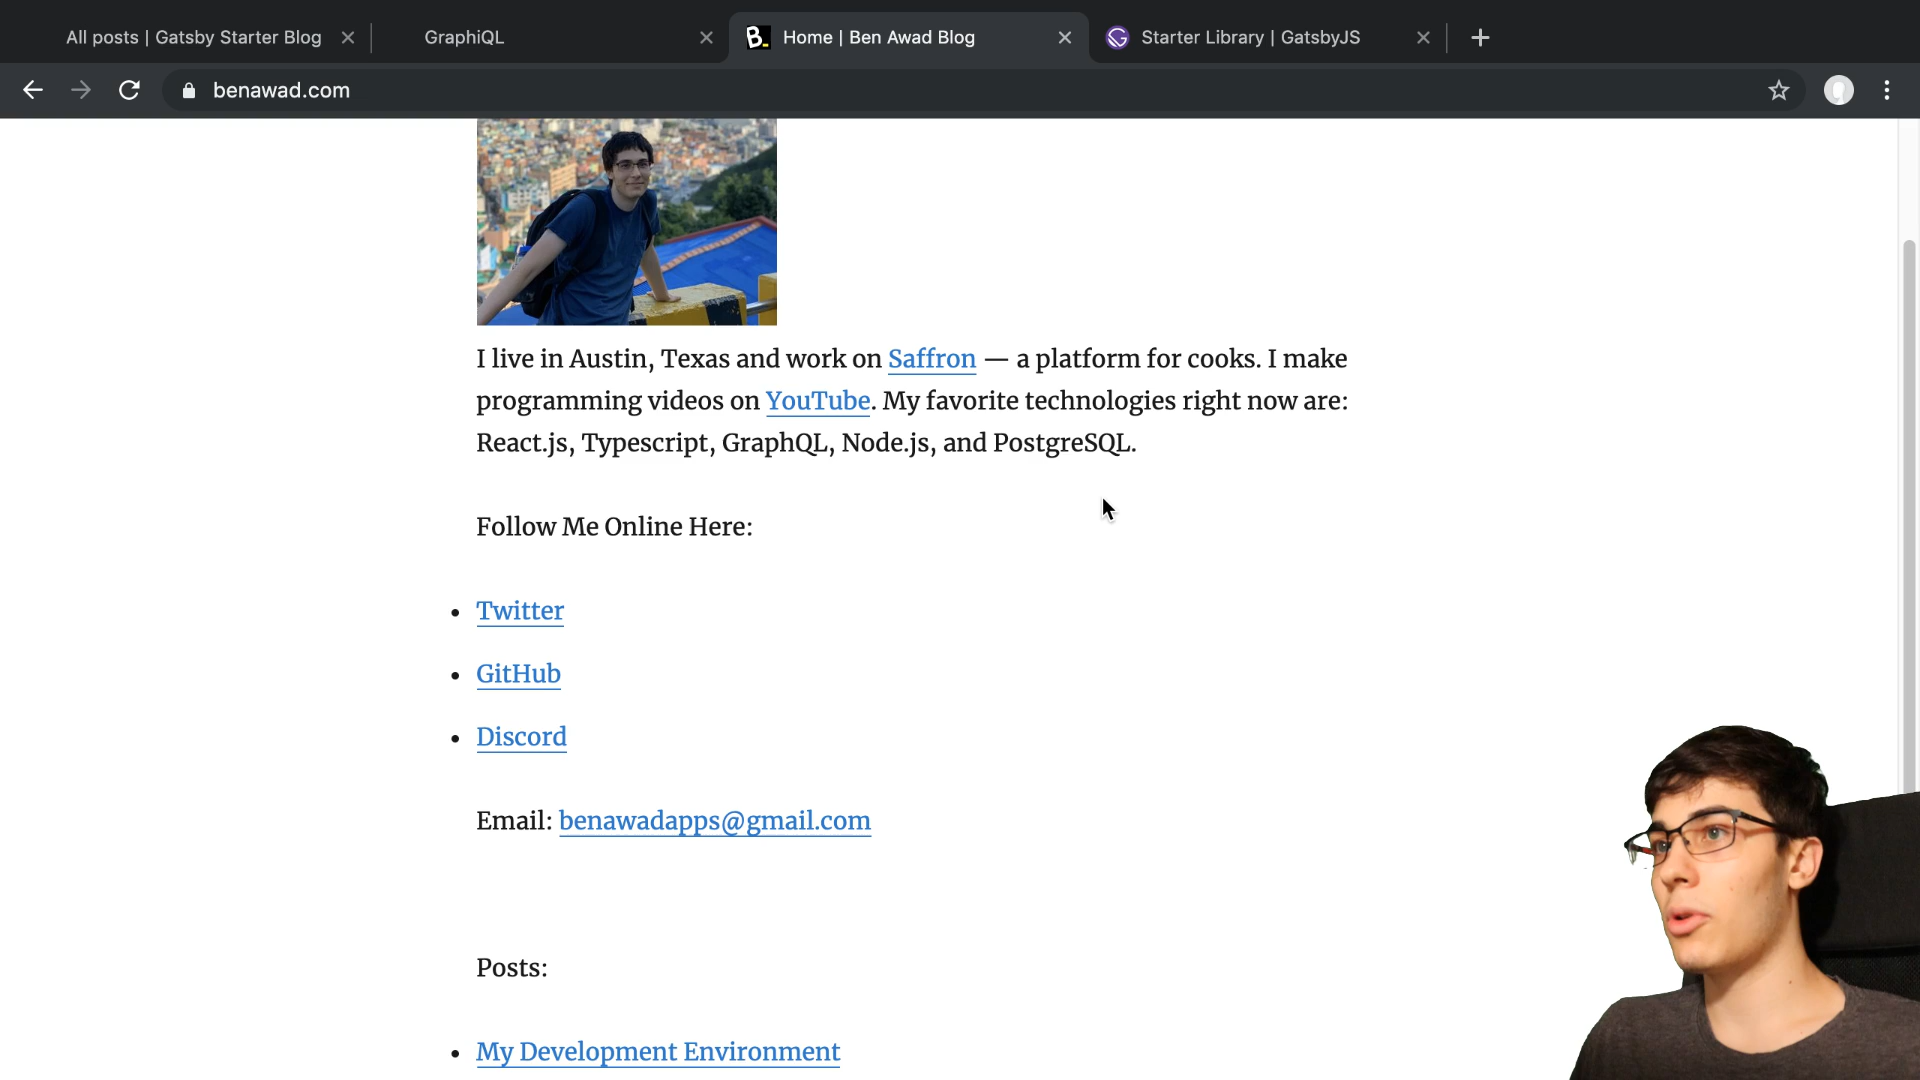 All posts | Gatsby Starter Blog
GraphiQL
B. Home | Ben Awad Blog
Starter Library | GatsbyJS
benawad.com
I live in Austin, Texas and work on Saffron — a platform for cooks. I make
programming videos on YouTube. My favorite technologies right now are:
React.js, Typescript, GraphQL, Node.js, and PostgreSQL.
Follow Me Online Here:
• Twitter
• GitHub
• Discord
Email: benawadapps@gmail.com
Posts:
• My Development Environment